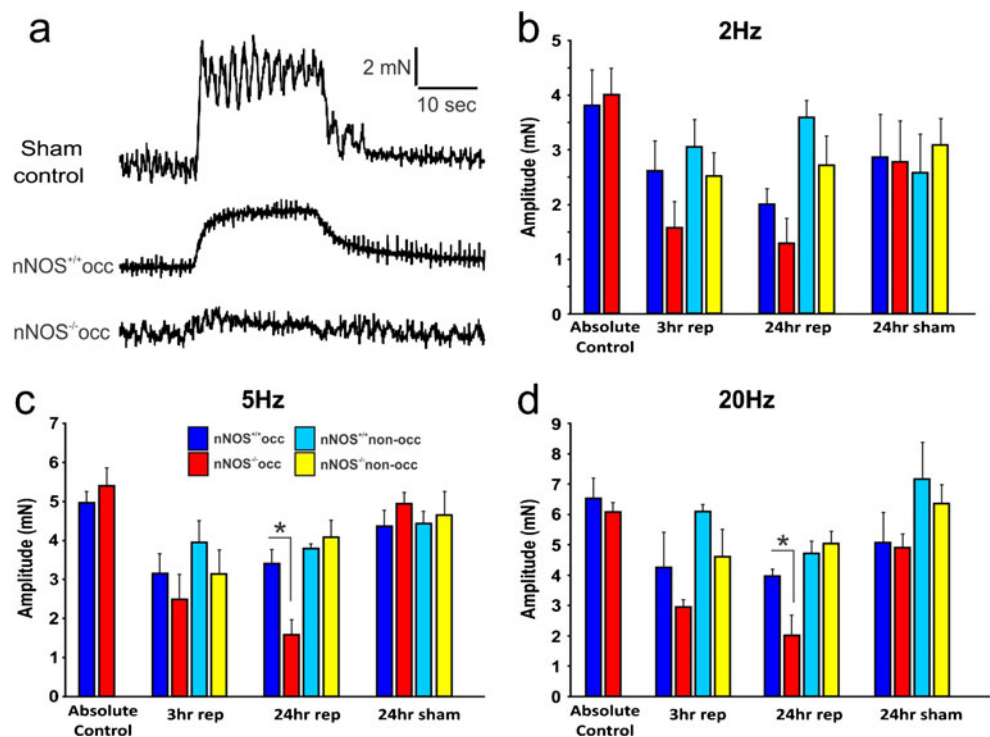 a
2 mN
10 sec
Sham
control
nNOS+/+occ
nNOS-/-occ
b
2Hz
Amplitude (mN)
5
4
3
2
3
2
1
0
Absolute
Control
3hr rep
24hr rep
24hr sham
c
5Hz
Amplitude (mN)
7
6
5
4
3
2
1
0
nNOS+/+occ
nNOS+/+non-occ
nNOS-/-occ
nNOS-/-non-occ
*
Absolute
Control
3hr rep
24hr rep
24hr sham
d
20Hz
Amplitude (mN)
9
8
7
6
5
4
3
2
1
0
*
Absolute
Control
3hr rep
24hr rep
24hr sham